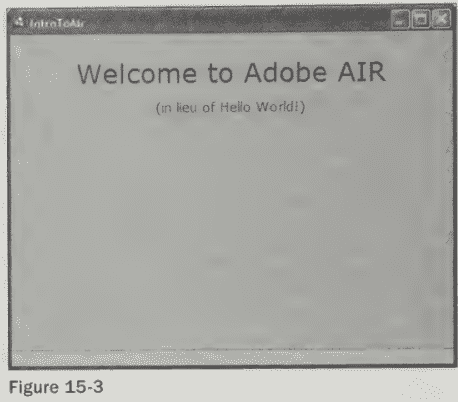 IntroToAir
Welcome to Adobe AIR
(in lieu of Hello World!)
Figure 15-3